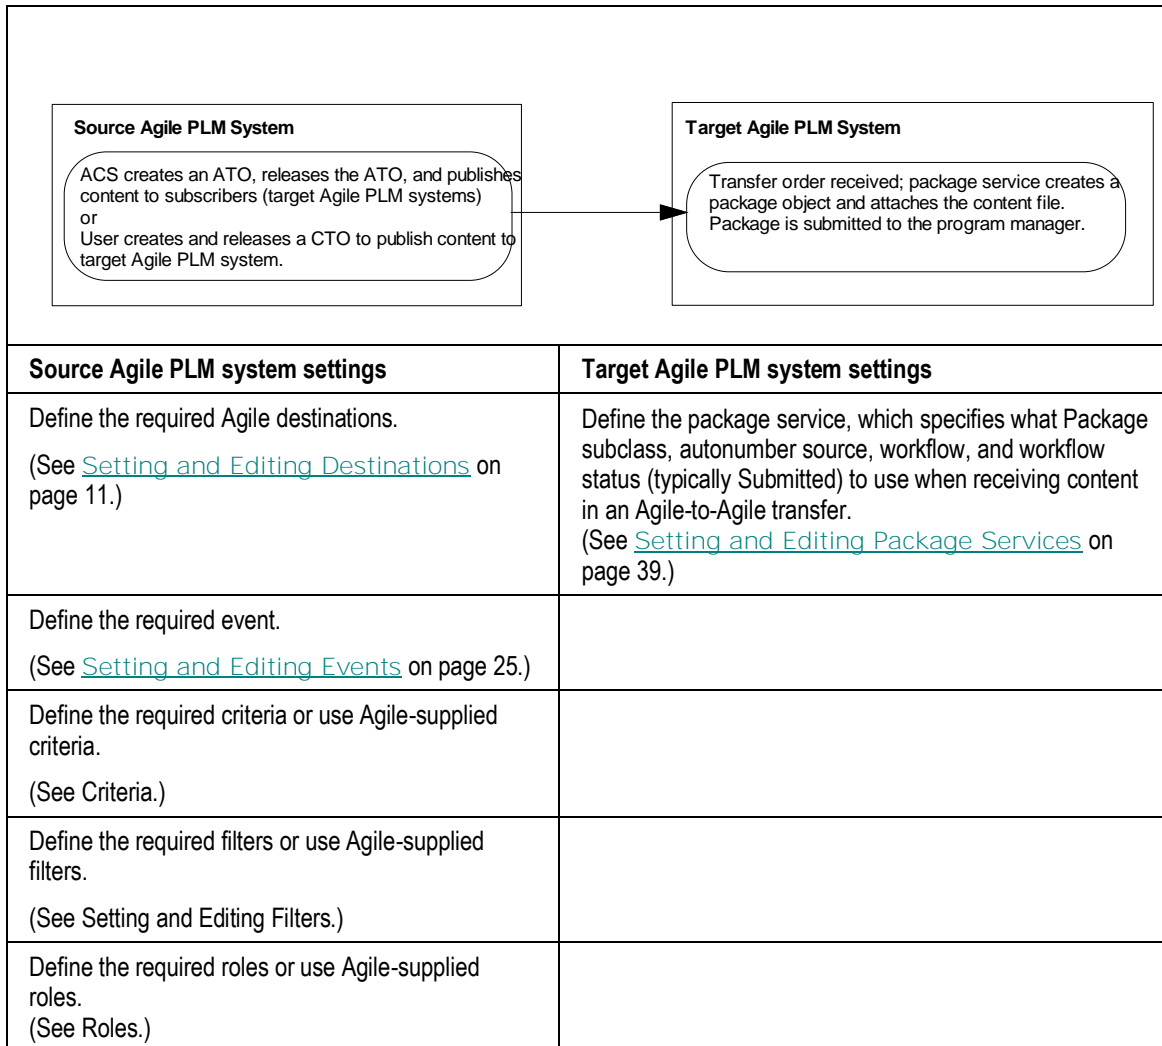 Source Agile PLM System
ACS creates an ATO, releases the ATO, and publishes
content to subscribers (target Agile PLM systems)
or
User creates and releases a CTO to publish content to
target Agile PLM system.
Target Agile PLM System
Transfer order received; package service creates a
package object and attaches the content file.
Package is submitted to the program manager.
Source Agile PLM system settings
Target Agile PLM system settings
Define the required Agile destinations.
(See Setting and Editing Destinations on
page 11.)
Define the package service, which specifies what Package
subclass, autonumber source, workflow, and workflow
status (typically Submitted) to use when receiving content
in an Agile-to-Agile transfer.
(See Setting and Editing Package Services on
page 39.)
Define the required event.
(See Setting and Editing Events on page 25.)
Define the required criteria or use Agile-supplied
criteria.
(See Criteria.)
Define the required filters or use Agile-supplied
filters.
(See Setting and Editing Filters.)
Define the required roles or use Agile-supplied
roles.
(See Roles.)